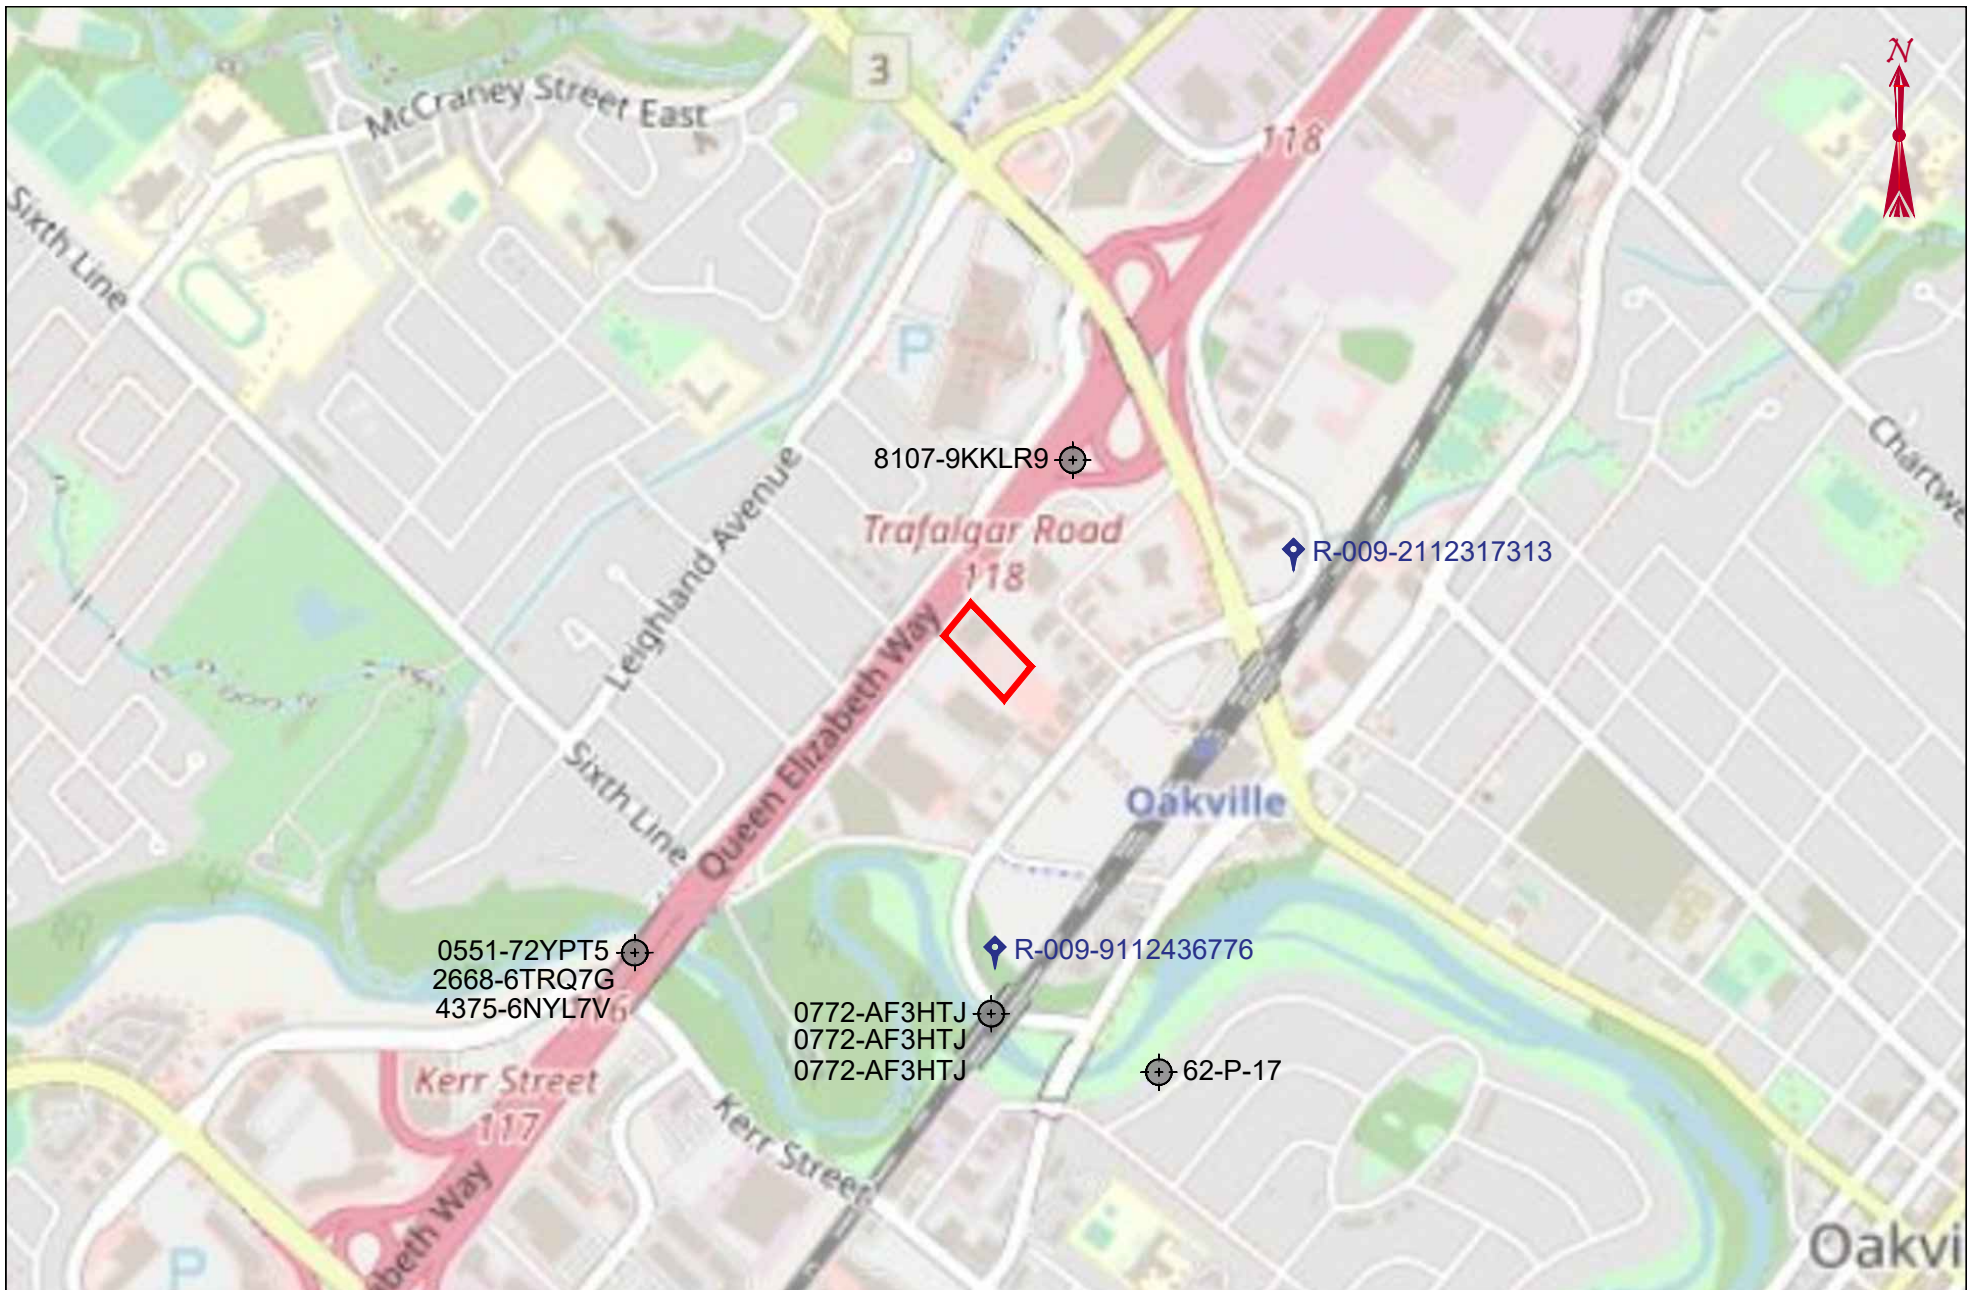 N
3
McCraney Street East
118
Sixth Line
P
Chartwe
8107-9KKLR9
Leighland Avenue
Trafalgar Road
118
R-009-2112317313
Queen Elizabeth Way
Sixth Line
Oakville
0551-72YPT5
2668-6TRQ7G
4375-6NYL7V
R-009-9112436776
0772-AF3HTJ
0772-AF3HTJ
0772-AF3HTJ
62-P-17
Kerr Street
117
Kerr Street
abeth Way
P
Oakvi